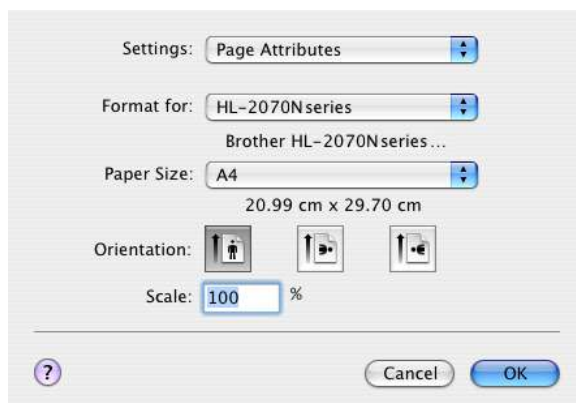 Settings: Page Attributes
Format for: HL-2070N series
Brother HL-2070N series...
Paper Size: A4
20.99 cm x 29.70 cm
Orientation:
Scale: 100 %
? Cancel OK